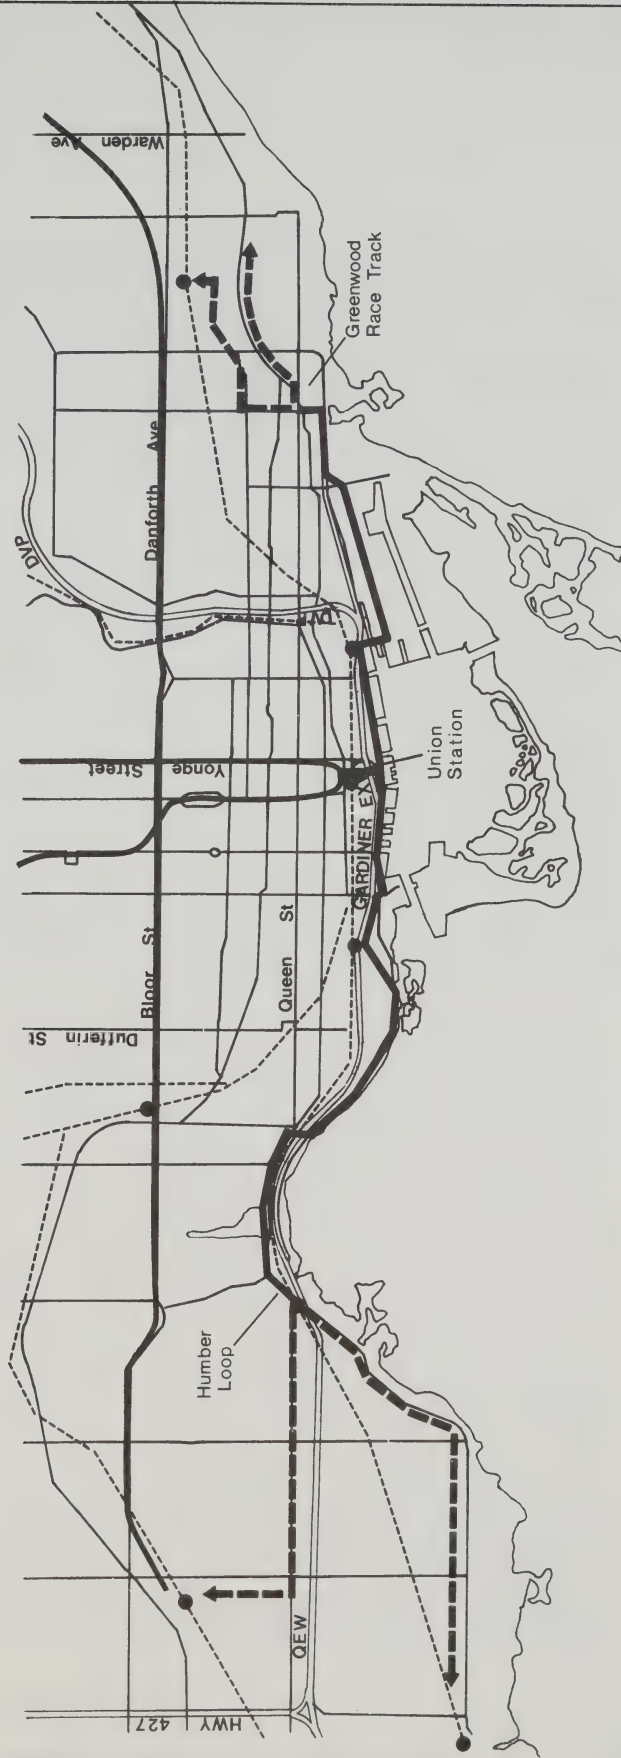 Warden Ave
Greenwood
Race Track
Danforth Ave
DVP
Yonge Street
Union
Station
GARDINER EX
Bloor St
Queen St
Dufferin St
Humber
Loop
QEW
HWY 427